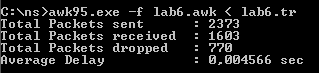 C:\ns>awk95.exe -f lab6.awk < lab6.tr
Total Packets sent : 2373
Total Packets received : 1603
Total Packets dropped : 770
Average Delay : 0,004566 sec